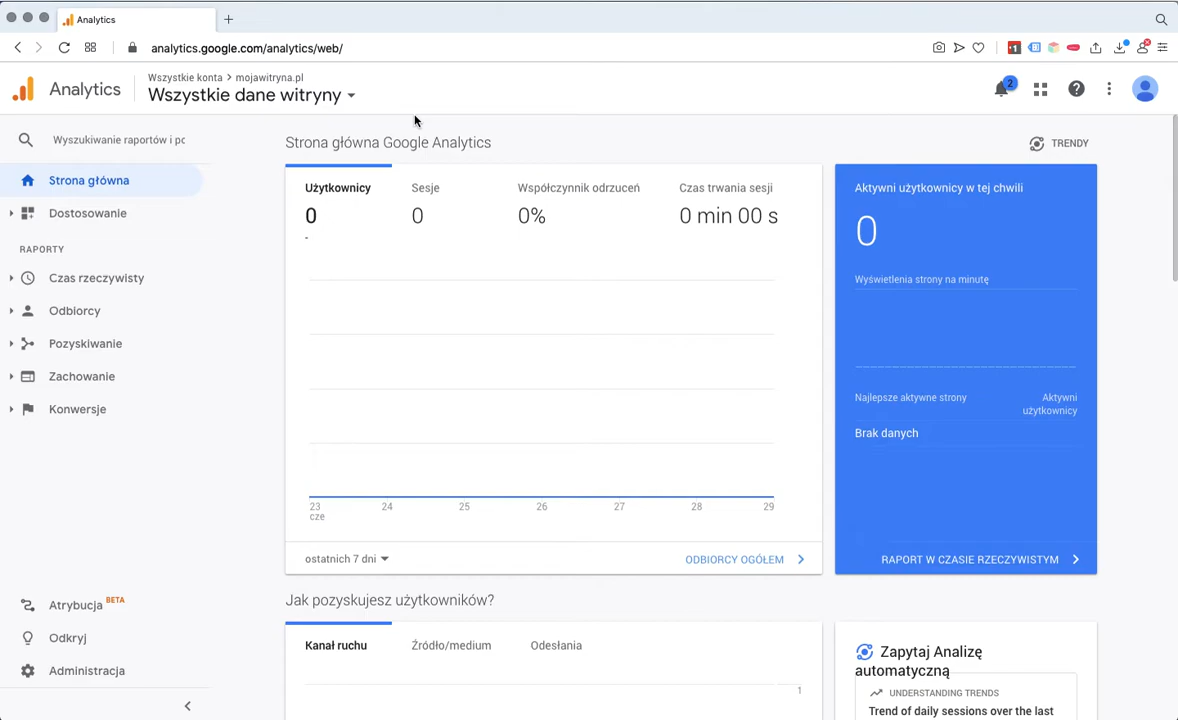 Analytics
analytics.google.com/analytics/web/
Analytics
Wszystkie konta > mojawitryna.pl
Wszystkie dane witryny
2
Wyszukiwanie raportów i pc
Strona główna
Dostosowanie
RAPORTY
Czas rzeczywisty
Odbiorcy
Pozyskiwanie
Zachowanie
Konwersje
Atrybucja BETA
Odkryj
Administracja
Strona główna Google Analytics
TRENDY
Użytkownicy
0
-
Sesje
0
Współczynnik odrzuceń
0%
Czas trwania sesji
0 min 00 s
23 24 25 26 27 28 29
cze
ostatnich 7 dni
ODBIORCY OGÓŁEM
Aktywni użytkownicy w tej chwili
0
Wyświetlenia strony na minutę
Najlepsze aktywne strony
Aktywni
użytkownicy
Brak danych
RAPORT W CZASIE RZECZYWISTYM
Jak pozyskujesz użytkowników?
Kanał ruchu
Źródło/medium
Odesłania
1
Zapytaj Analizę
automatyczną
UNDERSTANDING TRENDS
Trend of daily sessions over the last